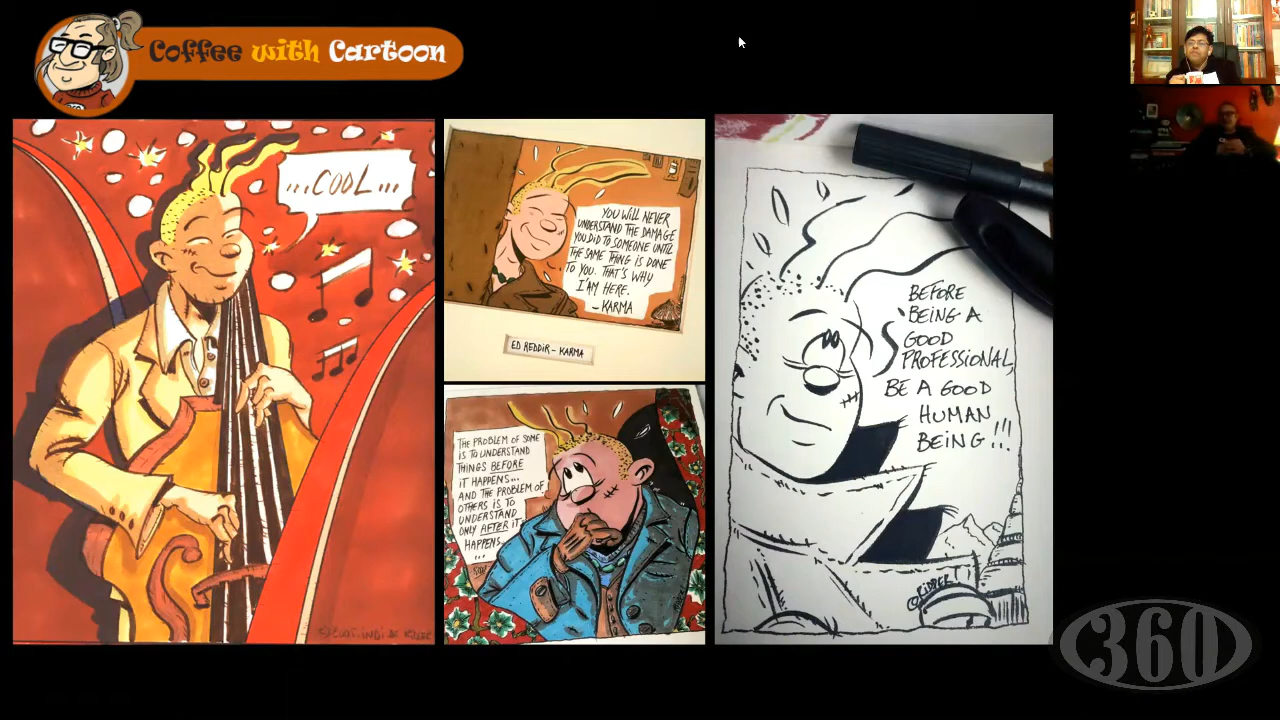 Coffee with Cartoon
...COOL...
YOU WILL NEVER
UNDERSTAND THE DAMAGE
YOU DID TO SOMEONE UNTIL
THE SAME THING IS DONE
TO YOU. THAT'S WHY
I AM HERE.
- KARMA
ED REDDIR - KARMA
THE PROBLEM OF SOME
IS TO UNDERSTAND
THINGS BEFORE
IT HAPPENS...
AND THE PROBLEM OF
OTHERS IS TO
UNDERSTAND
ONLY AFTER IT
HAPPENS
...
BEFORE
BEING A
GOOD
PROFESSIONAL,
BE A GOOD
HUMAN
BEING!!!
360